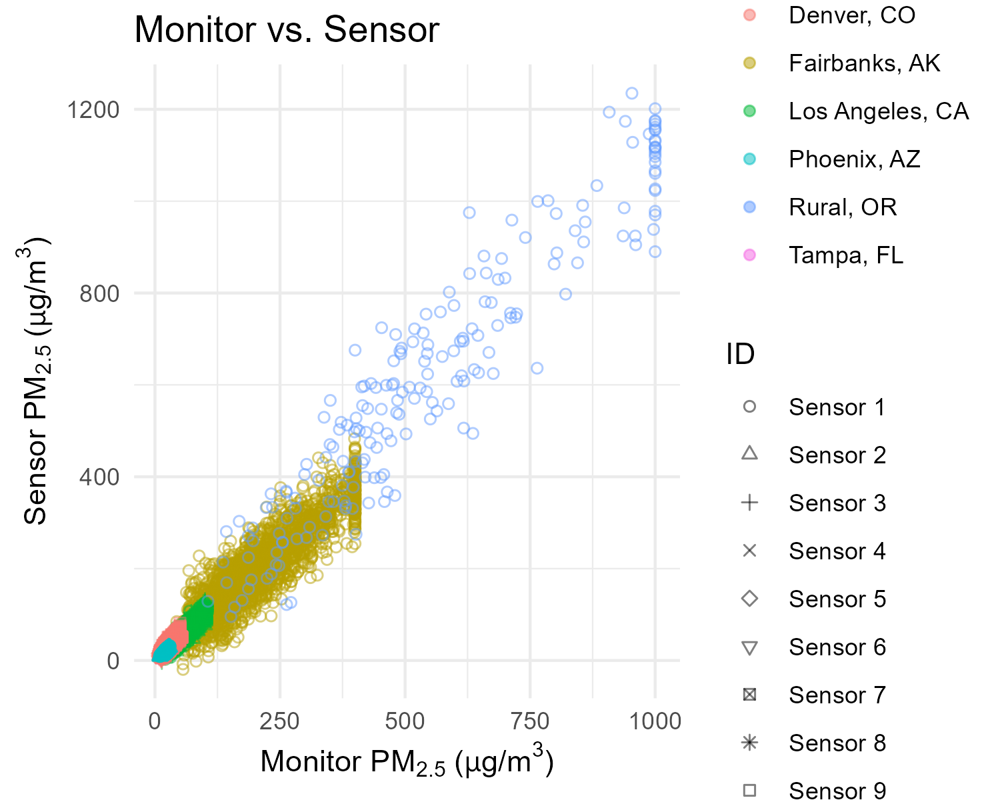 Monitor vs. Sensor
Sensor PM2.5 (µg/m³)
1200
800
400
0
0 250 500 750 1000
Monitor PM2.5 (µg/m³)
Denver, CO
Fairbanks, AK
Los Angeles, CA
Phoenix, AZ
Rural, OR
Tampa, FL
ID
Sensor 1
Sensor 2
Sensor 3
Sensor 4
Sensor 5
Sensor 6
Sensor 7
Sensor 8
Sensor 9